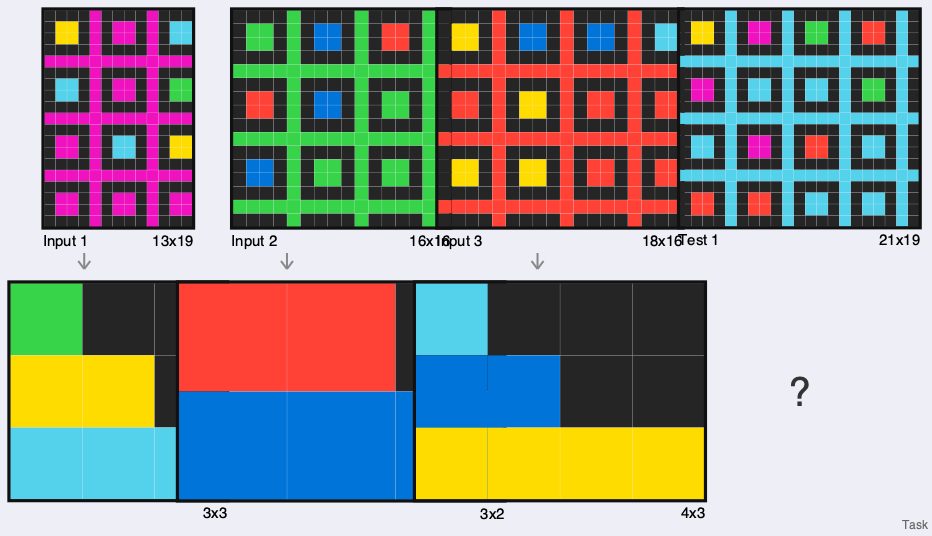 Input 1 13x19
Input 2 16x16
Input 3 18x16
Test 1 21x19
?
3x3
3x2
4x3
Task